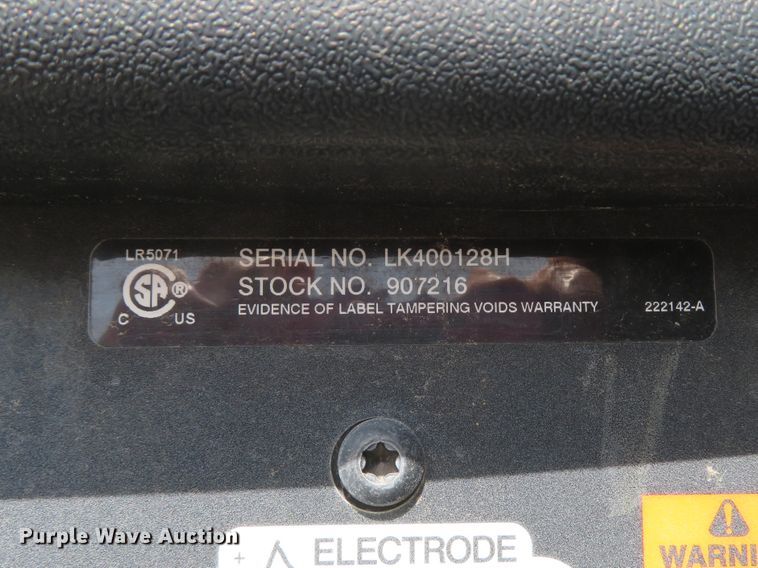 LR5071
SA ®
C US
SERIAL NO. LK400128H
STOCK NO. 907216
EVIDENCE OF LABEL TAMPERING VOIDS WARRANTY
222142-A
+ ELECTRODE
WARNI
Purple Wave Auction